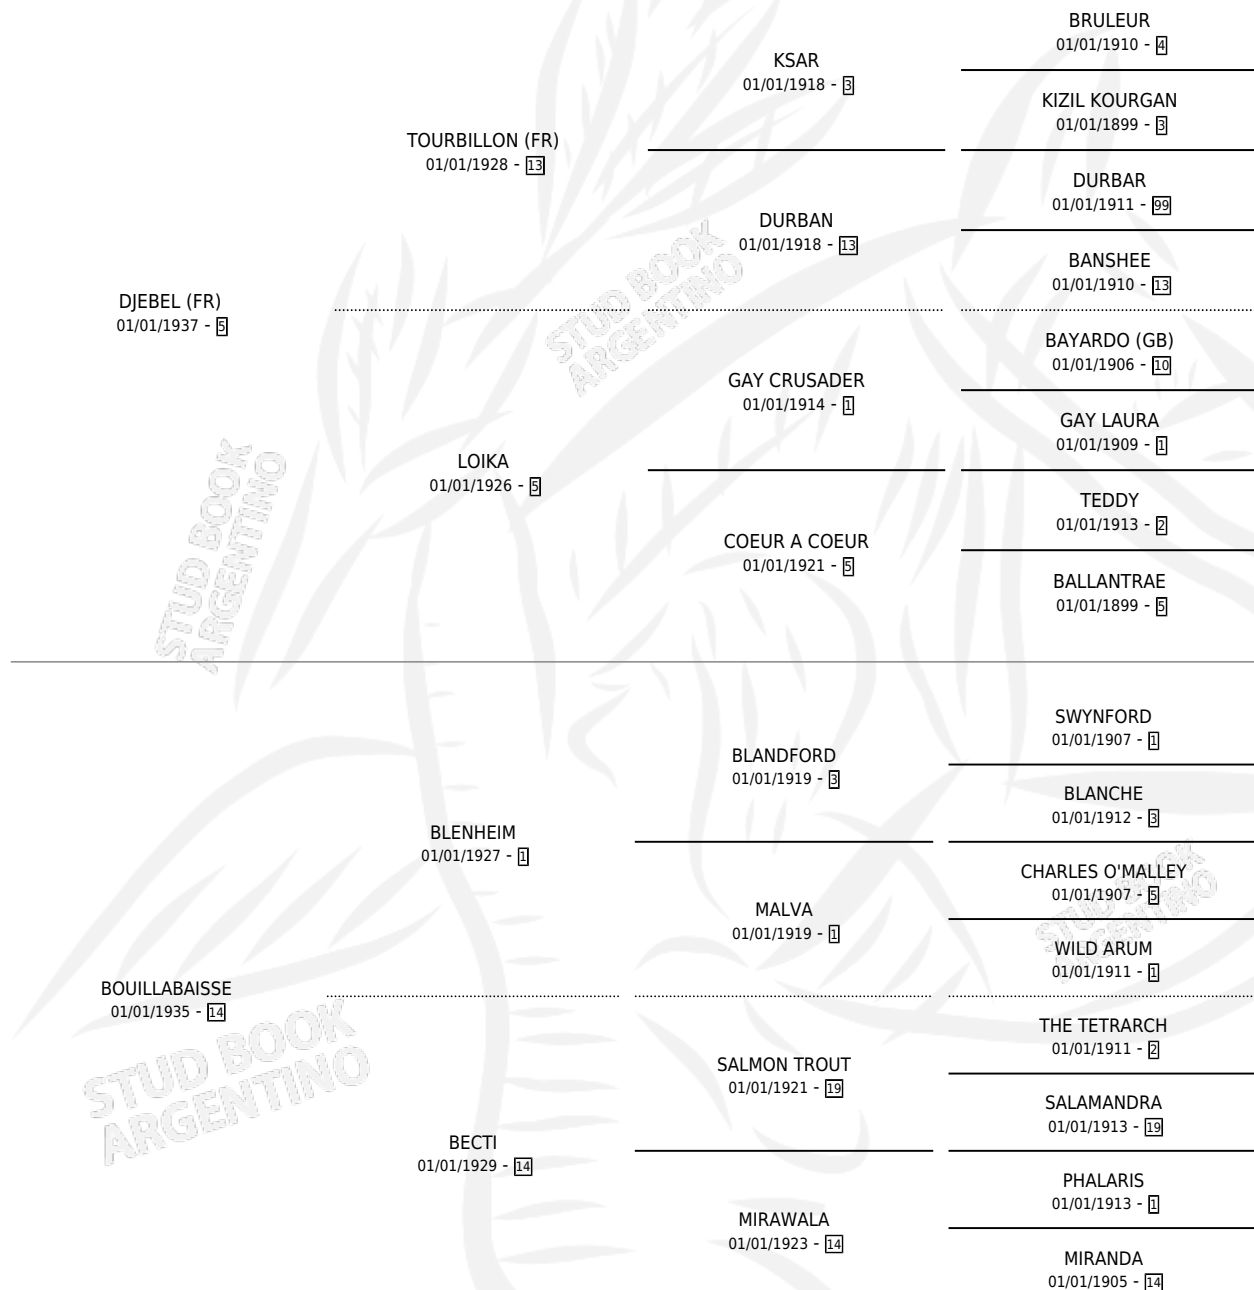 DJEBEL (FR)
01/01/1937 - 5
TOURBILLON (FR)
01/01/1928 - 13
LOIKA
01/01/1926 - 5
KSAR
01/01/1918 - 3
DURBAN
01/01/1918 - 13
GAY CRUSADER
01/01/1914 - 1
COEUR A COEUR
01/01/1921 - 5
BRULEUR
01/01/1910 - 4
KIZIL KOURGAN
01/01/1899 - 3
DURBAR
01/01/1911 - 99
BANSHEE
01/01/1910 - 13
BAYARDO (GB)
01/01/1906 - 10
GAY LAURA
01/01/1909 - 1
TEDDY
01/01/1913 - 2
BALLANTRAE
01/01/1899 - 5
BOUILLABAISSE
01/01/1935 - 14
BLENHEIM
01/01/1927 - 1
BECTI
01/01/1929 - 14
BLANDFORD
01/01/1919 - 3
MALVA
01/01/1919 - 1
SALMON TROUT
01/01/1921 - 19
MIRAWALA
01/01/1923 - 14
SWYNFORD
01/01/1907 - 1
BLANCHE
01/01/1912 - 3
CHARLES O'MALLEY
01/01/1907 - 5
WILD ARUM
01/01/1911 - 1
THE TETRARCH
01/01/1911 - 2
SALAMANDRA
01/01/1913 - 19
PHALARIS
01/01/1913 - 1
MIRANDA
01/01/1905 - 14
STUD BOOK
ARGENTINO
STUD BOOK
ARGENTINO
STUD BOOK
ARGENTINO
STUD BOOK
ARGENTINO